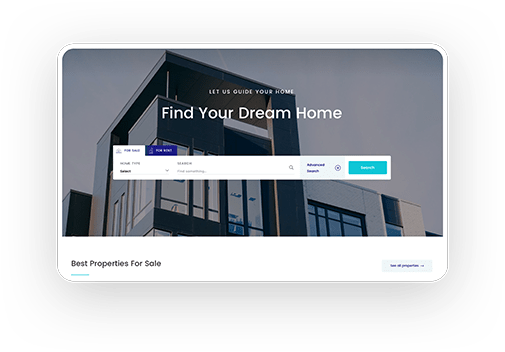 LET US GUIDE YOUR HOME
Find Your Dream Home
FOR SALE
FOR RENT
HOME TYPE
Select
SEARCH
Find something...
Advanced
Search
Search
Best Properties For Sale
See all properties →